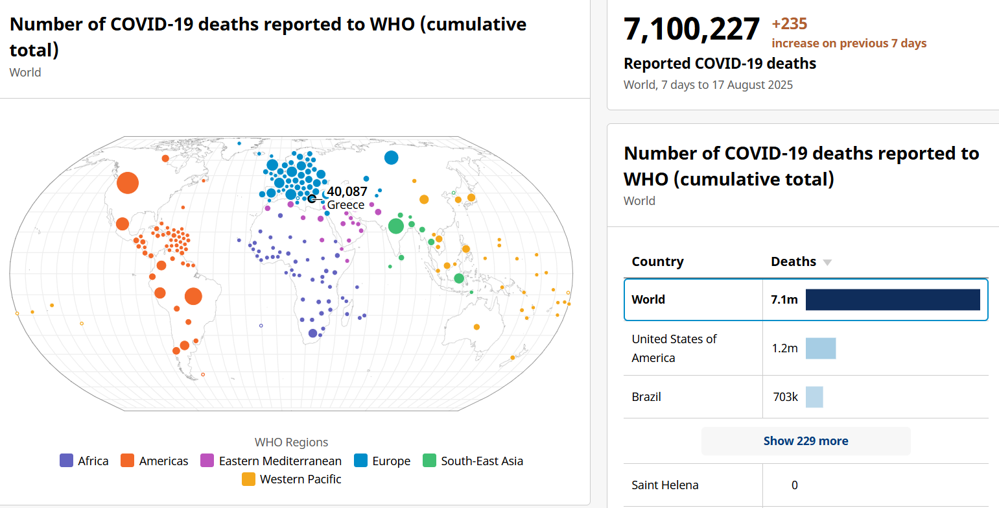 Number of COVID-19 deaths reported to WHO (cumulative
total)
World
40,087
Greece
WHO Regions
Africa
Americas
Eastern Mediterranean
Europe
South-East Asia
Western Pacific
7,100,227
+235
increase on previous 7 days
Reported COVID-19 deaths
World, 7 days to 17 August 2025
Number of COVID-19 deaths reported to
WHO (cumulative total)
World
Country
Deaths
World
7.1m
United States of
America
1.2m
Brazil
703k
Show 229 more
Saint Helena
0